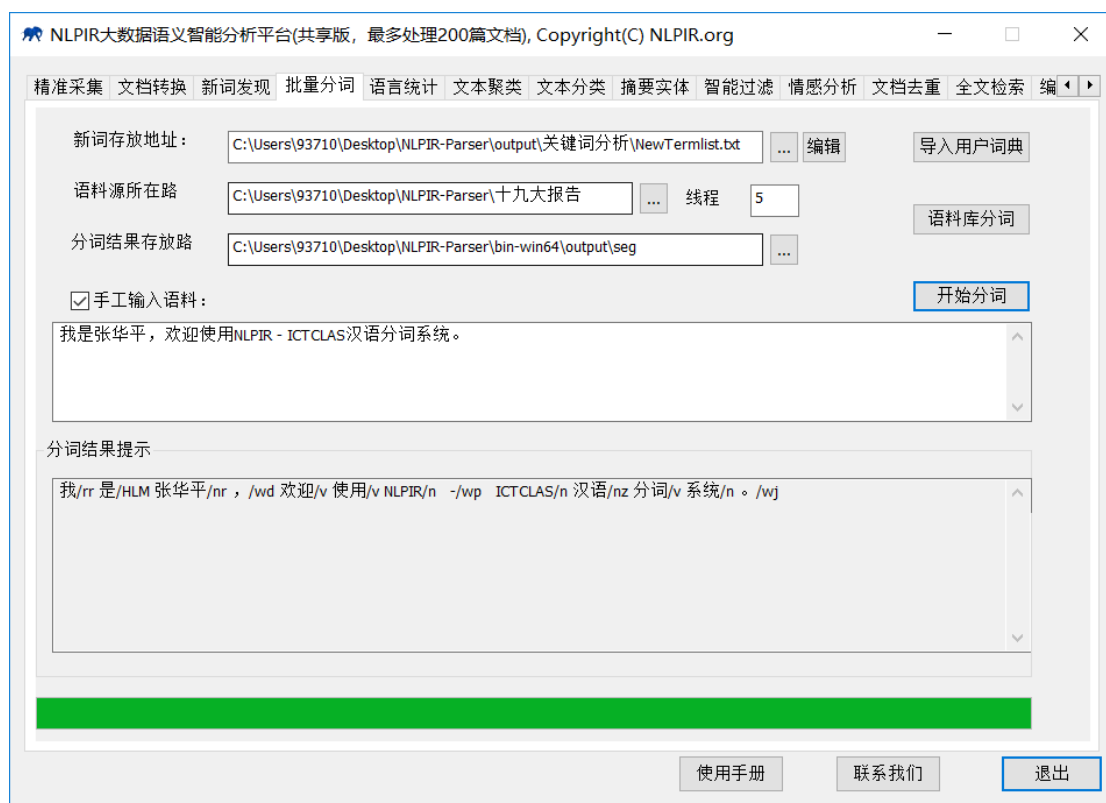 NLPIR大数据语义智能分析平台(共享版，最多处理200篇文档), Copyright(C) NLPIR.org
精准采集 文档转换 新词发现 批量分词 语言统计 文本聚类 文本分类 摘要实体 智能过滤 情感分析 文档去重 全文检索 编
新词存放地址： C:\Users\93710\Desktop\NLPIR-Parser\output\关键词分析\NewTermlist.txt ... 编辑 导入用户词典
语料源所在路 C:\Users\93710\Desktop\NLPIR-Parser\十九大报告 ... 线程 5
语料库分词
分词结果存放路 C:\Users\93710\Desktop\NLPIR-Parser\bin-win64\output\seg ...
手工输入语料： 开始分词
我是张华平，欢迎使用NLPIR - ICTCLAS汉语分词系统。
分词结果提示
我/rr 是/HLM 张华平/nr ，/wd 欢迎/v 使用/v NLPIR/n -/wp ICTCLAS/n 汉语/nz 分词/v 系统/n 。/wj
使用手册 联系我们 退出